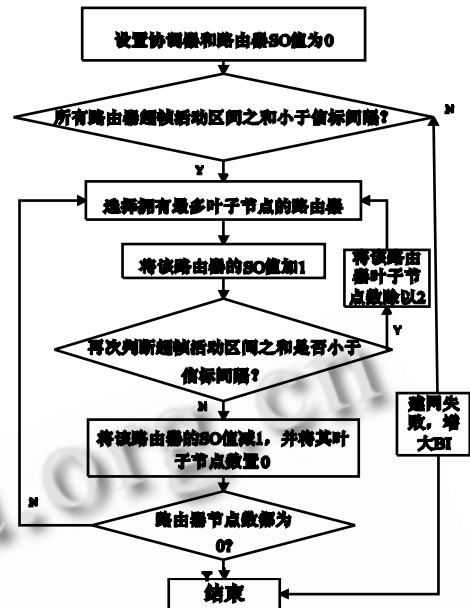 设置协调器和路由器SO值为0
所有路由器超帧活动区间之和小于信标间隔?
N
Y
选择拥有最多叶子节点的路由器
将该路由器的SO值加1
将该路由
器叶子节
点数除以2
Y
再次判断超帧活动区间之和是否小于
信标间隔?
N
建网失
败，增
大BI
将该路由器的SO值减1，并将其叶
子节点数置0
N
路由器节点数都为
0?
Y
结束